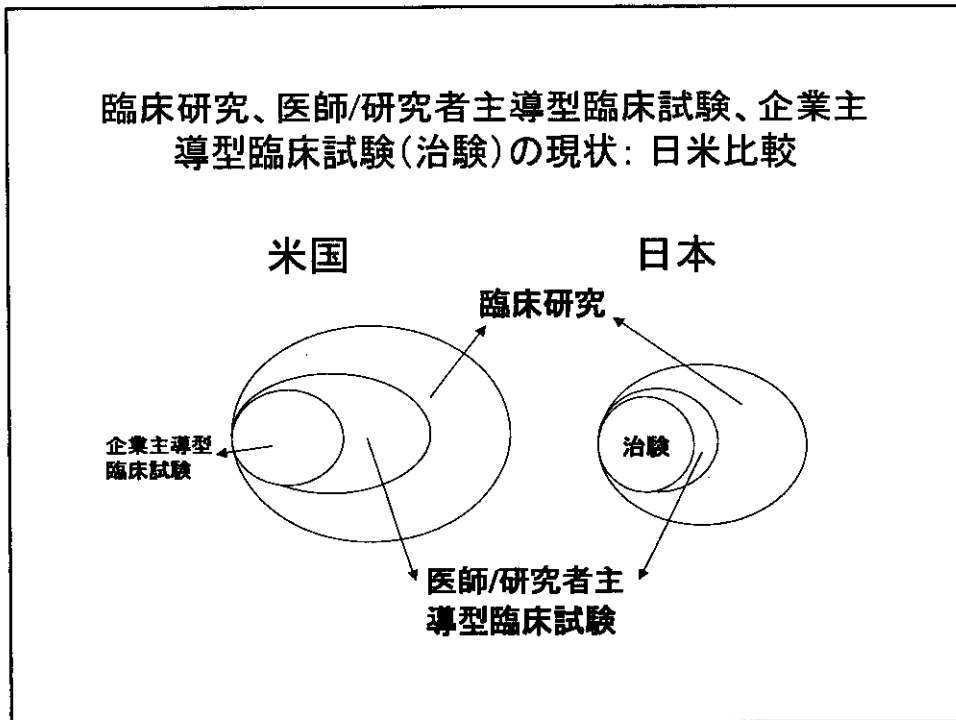 臨床研究、医師/研究者主導型臨床試験、企業主
導型臨床試験(治験)の現状: 日米比較
米国
日本
臨床研究
企業主導型
臨床試験
治験
医師/研究者主
導型臨床試験